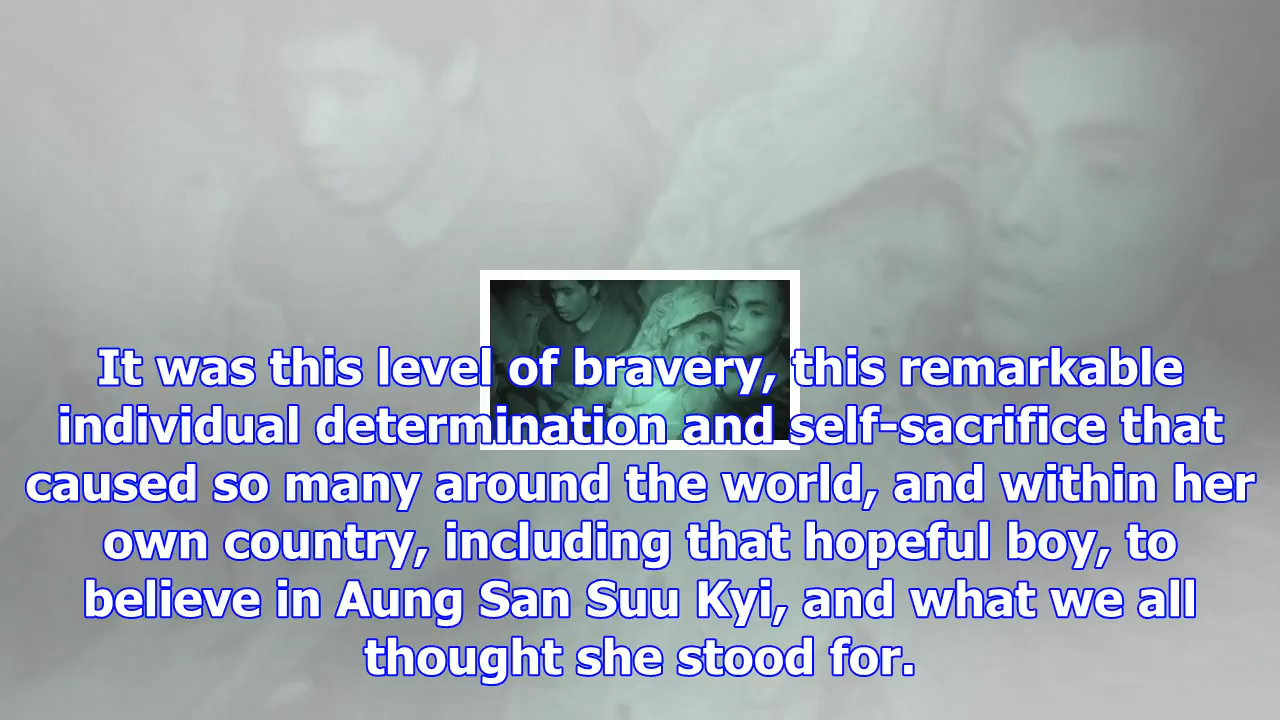 It was this level of bravery, this remarkable
individual determination and self-sacrifice that
caused so many around the world, and within her
own country, including that hopeful boy, to
believe in Aung San Suu Kyi, and what we all
thought she stood for.